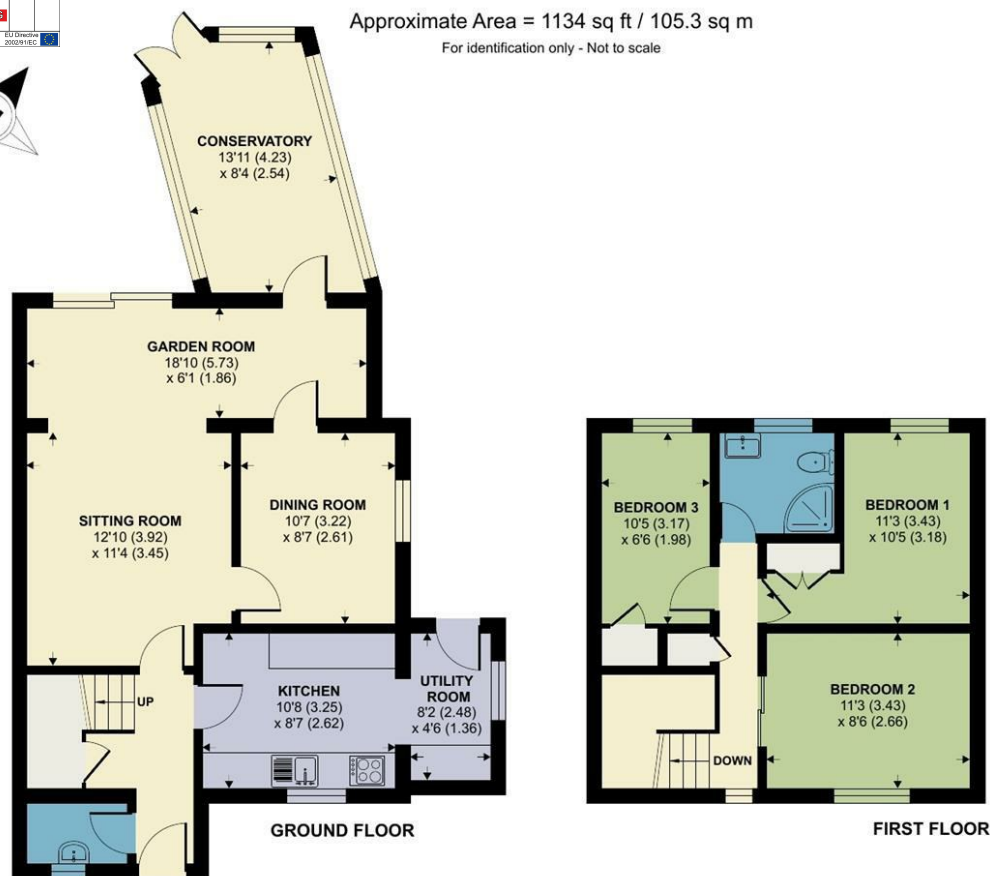 G
EU Directive
2002/91/EC
Approximate Area = 1134 sq ft / 105.3 sq m
For identification only - Not to scale
CONSERVATORY
13'11 (4.23)
x 8'4 (2.54)
GARDEN ROOM
18'10 (5.73)
x 6'1 (1.86)
SITTING ROOM
12'10 (3.92)
x 11'4 (3.45)
DINING ROOM
10'7 (3.22)
x 8'7 (2.61)
KITCHEN
10'8 (3.25)
x 8'7 (2.62)
UTILITY
ROOM
8'2 (2.48)
x 4'6 (1.36)
UP
GROUND FLOOR
BEDROOM 3
10'5 (3.17)
x 6'6 (1.98)
BEDROOM 1
11'3 (3.43)
x 10'5 (3.18)
BEDROOM 2
11'3 (3.43)
x 8'6 (2.66)
DOWN
FIRST FLOOR